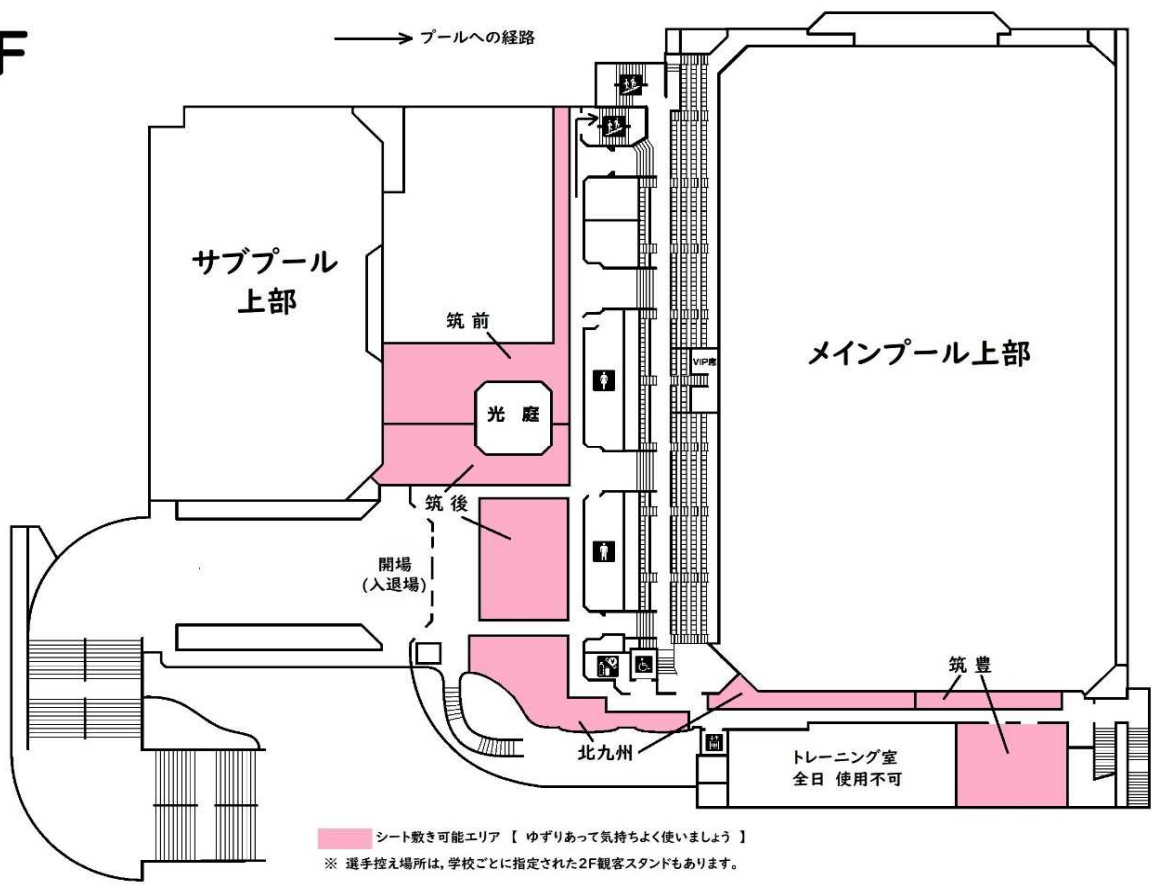 F
プールへの経路
サブプール
上部
筑 前
光 庭
VIP席
メインプール上部
筑 後
開場
(入退場)
筑 豊
北九州
トレーニング室
全日 使用不可
シート敷き可能エリア 【 ゆずりあって気持ちよく使いましょう 】
※ 選手控え場所は,学校ごとに指定された2F観客スタンドもあります。